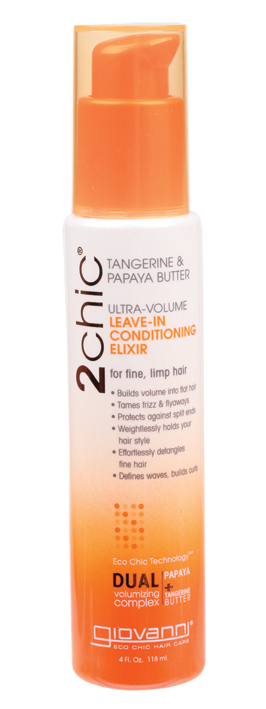 2chic®
TANGERINE &
PAPAYA BUTTER
ULTRA-VOLUME
LEAVE-IN
CONDITIONING
ELIXIR
for fine, limp hair
• Builds volume into flat hair
• Tames frizz & flyaways
• Protects against split ends
• Weightlessly holds your
hair style
• Effortlessly detangles
fine hair
• Defines waves, builds curls
Eco Chic Technology™
DUAL
volumizing
complex
PAPAYA
+
TANGERINE
BUTTER
giovanni®
ECO CHIC HAIR CARE
4 Fl. Oz. 118 ml